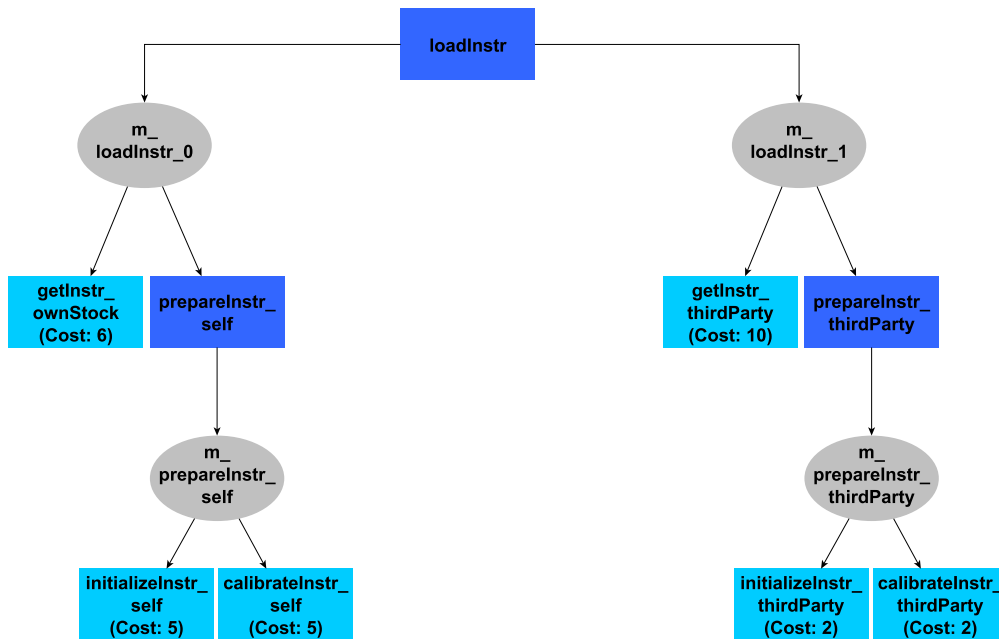 loadInstr
m_
loadInstr_0
m_
loadInstr_1
getInstr_
ownStock
(Cost: 6)
prepareInstr_
self
getInstr_
thirdParty
(Cost: 10)
prepareInstr_
thirdParty
m_
prepareInstr_
self
m_
prepareInstr_
thirdParty
initializeInstr_
self
(Cost: 5)
calibrateInstr_
self
(Cost: 5)
initializeInstr_
thirdParty
(Cost: 2)
calibrateInstr_
thirdParty
(Cost: 2)